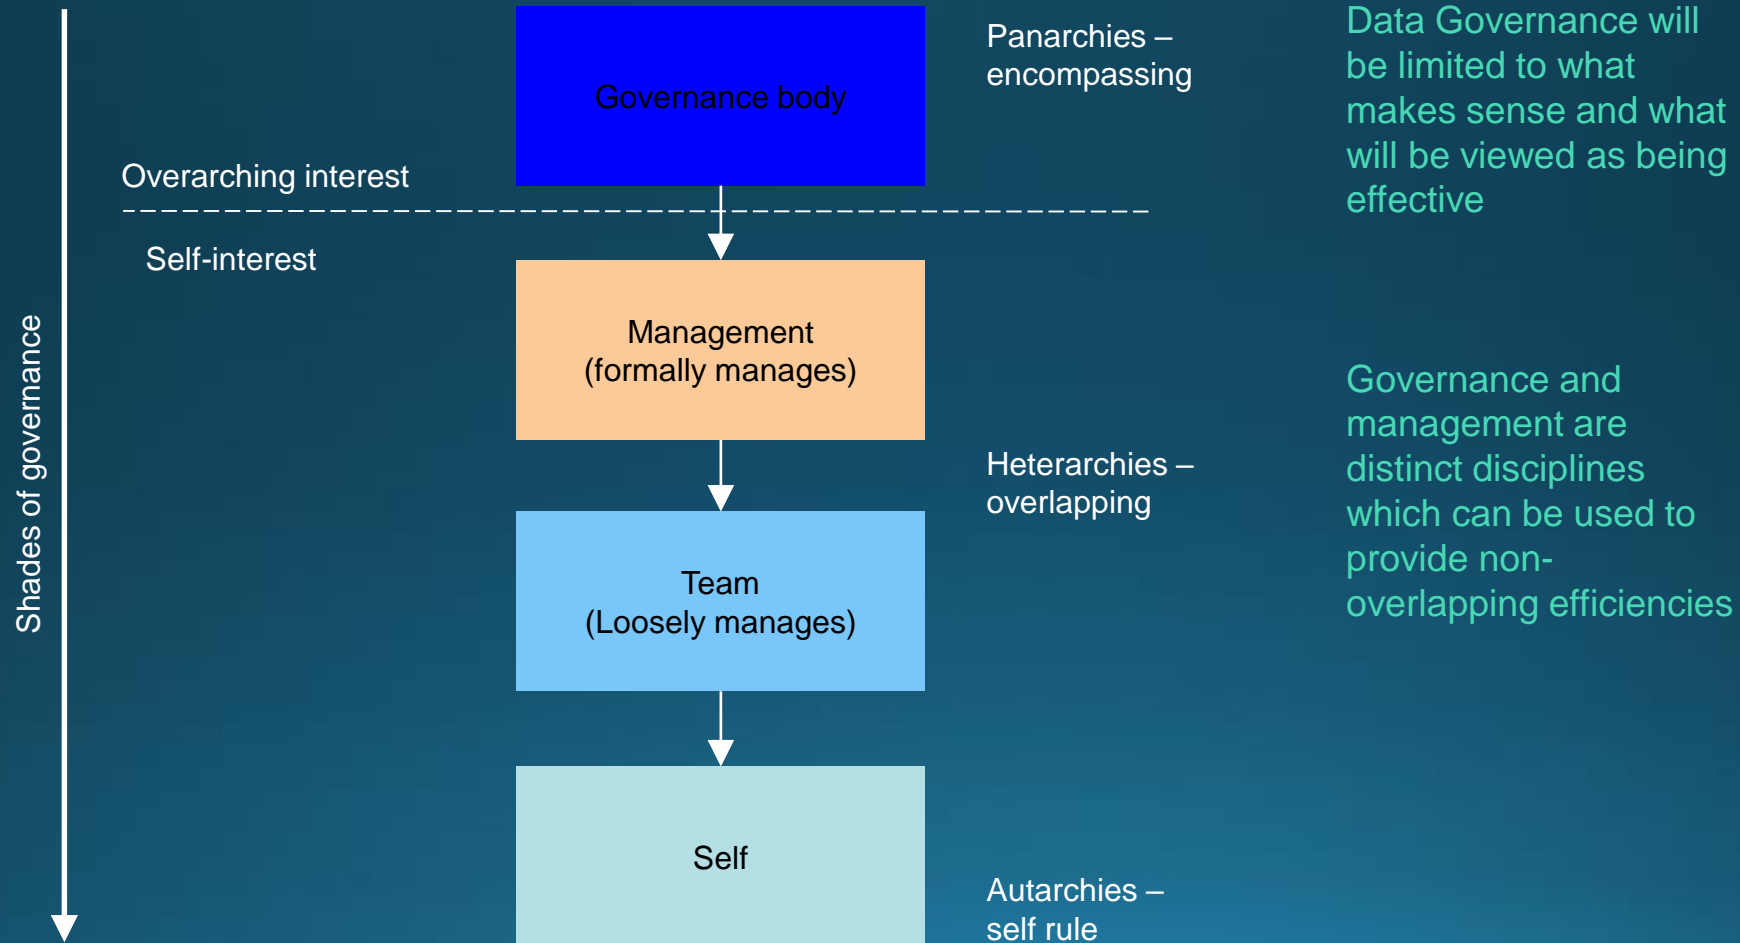 Shades of governance
Governance body
Panarchies –
encompassing
Overarching interest
Self-interest
Management
(formally manages)
Heterarchies –
overlapping
Team
(Loosely manages)
Self
Autarchies –
self rule
Data Governance will
be limited to what
makes sense and what
will be viewed as being
effective
Governance and
management are
distinct disciplines
which can be used to
provide non-
overlapping efficiencies